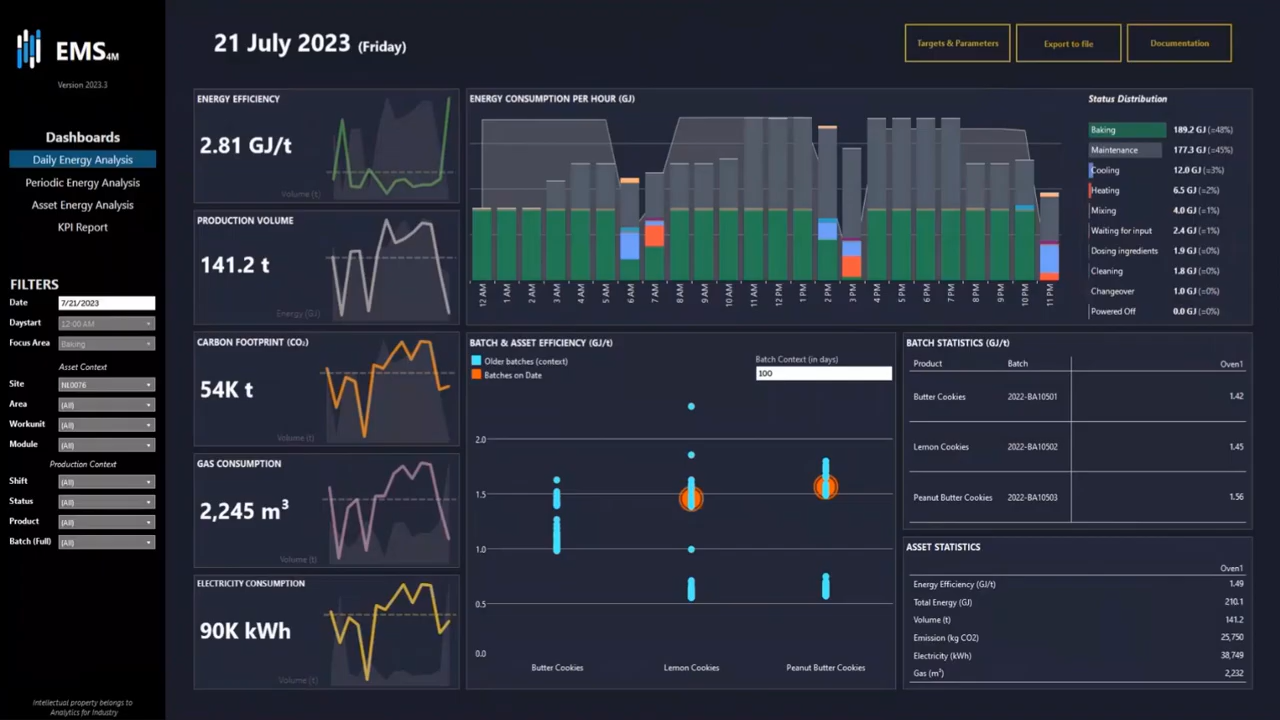 EMS4M
Version 2023.3
Dashboards
Daily Energy Analysis
Periodic Energy Analysis
Asset Energy Analysis
KPI Report
FILTERS
Date 7/21/2023
Daystart 12:00 AM
Focus Area Baking
Asset Context
Site NL0076
Area (All)
Workunit (All)
Module (All)
Production Context
Shift (All)
Status (All)
Product (All)
Batch (Full) (All)
Intellectual property belongs to
Analytics for Industry
21 July 2023 (Friday)
Targets & Parameters
Export to file
Documentation
ENERGY EFFICIENCY
2.81 GJ/t
Volume (t)
PRODUCTION VOLUME
141.2 t
Energy (GJ)
CARBON FOOTPRINT (CO₂)
54K t
Volume (t)
GAS CONSUMPTION
2,245 m³
Volume (t)
ELECTRICITY CONSUMPTION
90K kWh
Volume (t)
ENERGY CONSUMPTION PER HOUR (GJ)
12 AM 1 AM 2 AM 3 AM 4 AM 5 AM 6 AM 7 AM 8 AM 9 AM 10 AM 11 AM 12 PM 1 PM 2 PM 3 PM 4 PM 5 PM 6 PM 7 PM 8 PM 9 PM 10 PM 11 PM
Status Distribution
Baking 189.2 GJ (≈48%)
Maintenance 177.3 GJ (≈45%)
Cooling 12.0 GJ (≈3%)
Heating 6.5 GJ (≈2%)
Mixing 4.0 GJ (≈1%)
Waiting for input 2.4 GJ (≈1%)
Dosing ingredients 1.9 GJ (≈0%)
Cleaning 1.8 GJ (≈0%)
Changeover 1.0 GJ (≈0%)
Powered Off 0.0 GJ (≈0%)
BATCH & ASSET EFFICIENCY (GJ/t)
Older batches (context)
Batches on Date
Batch Context (in days)
100
2.0
1.5
1.0
0.5
0.0
Butter Cookies Lemon Cookies Peanut Butter Cookies
BATCH STATISTICS (GJ/t)
Product Batch Oven1
Butter Cookies 2022-BA10501 1.42
Lemon Cookies 2022-BA10502 1.45
Peanut Butter Cookies 2022-BA10503 1.56
ASSET STATISTICS
Oven1
Energy Efficiency (GJ/t) 1.49
Total Energy (GJ) 210.1
Volume (t) 141.2
Emission (kg CO2) 25,750
Electricity (kWh) 38,749
Gas (m³) 2,232